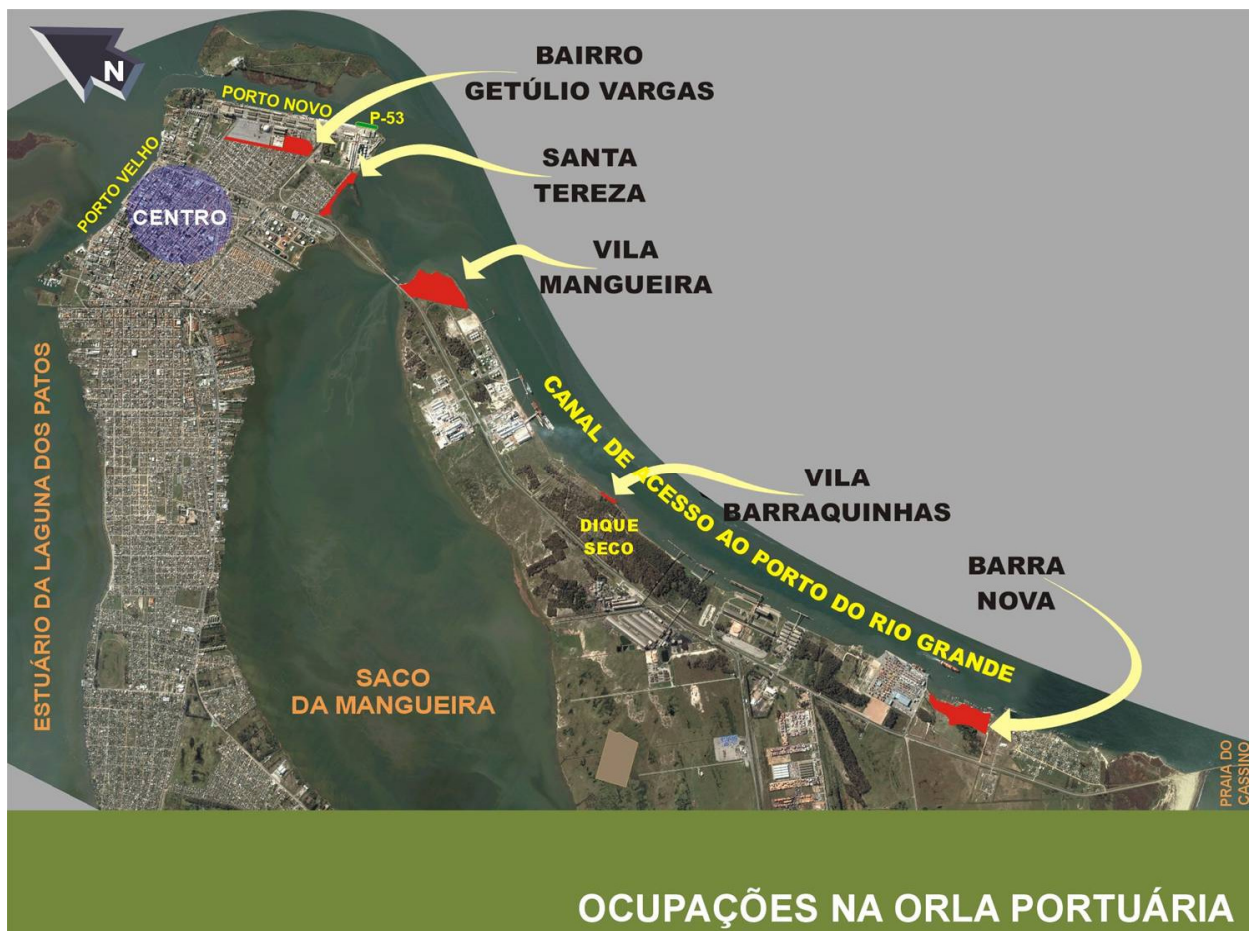 N
BAIRRO
GETÚLIO VARGAS
PORTO NOVO
P-53
SANTA
TEREZA
PORTO VELHO
CENTRO
VILA
MANGUEIRA
ESTUÁRIO DA LAGUNA DOS PATOS
CANAL DE ACESSO AO PORTO DO RIO GRANDE
VILA
BARRAQUINHAS
DIQUE
SECO
BARRA
NOVA
SACO
DA MANGUEIRA
PRAIA DO
CASSINO
OCUPAÇÕES NA ORLA PORTUÁRIA